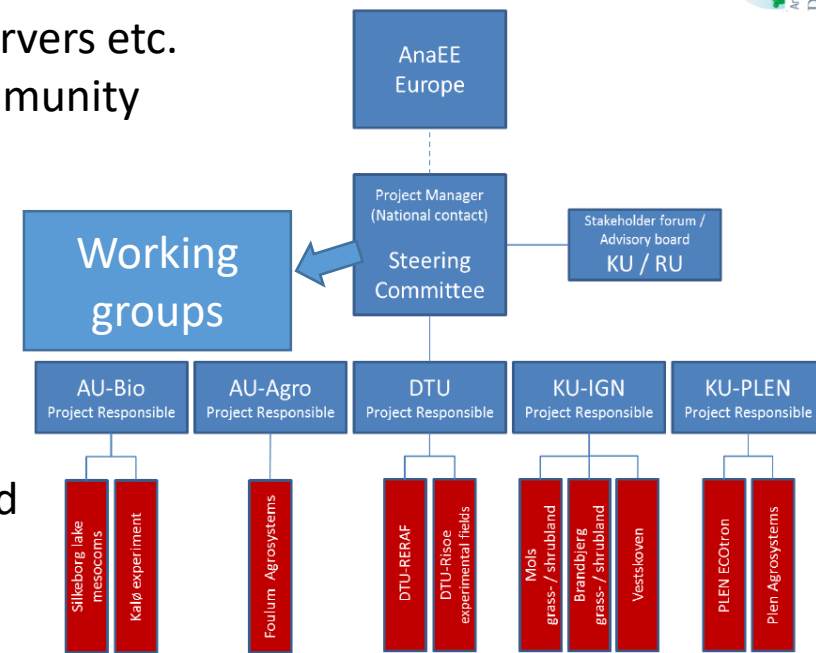 rvers etc.
munity
AnaEE
Europe
Project Manager
(National contact)
Steering
Committee
Stakeholder forum /
Advisory board
KU / RU
Working
groups
AU-Bio
Project Responsible
AU-Agro
Project Responsible
DTU
Project Responsible
KU-IGN
Project Responsible
KU-PLEN
Project Responsible
d
Silkeborg lake
mesocoms
Kalø experiment
Foulum Agrosystems
DTU-RERAF
DTU-Risoe
experimental fields
Mols
grass- / shrubland
Brandbjerg
grass- / shrubland
Vestskoven
PLEN ECOtron
Plen Agrosystems